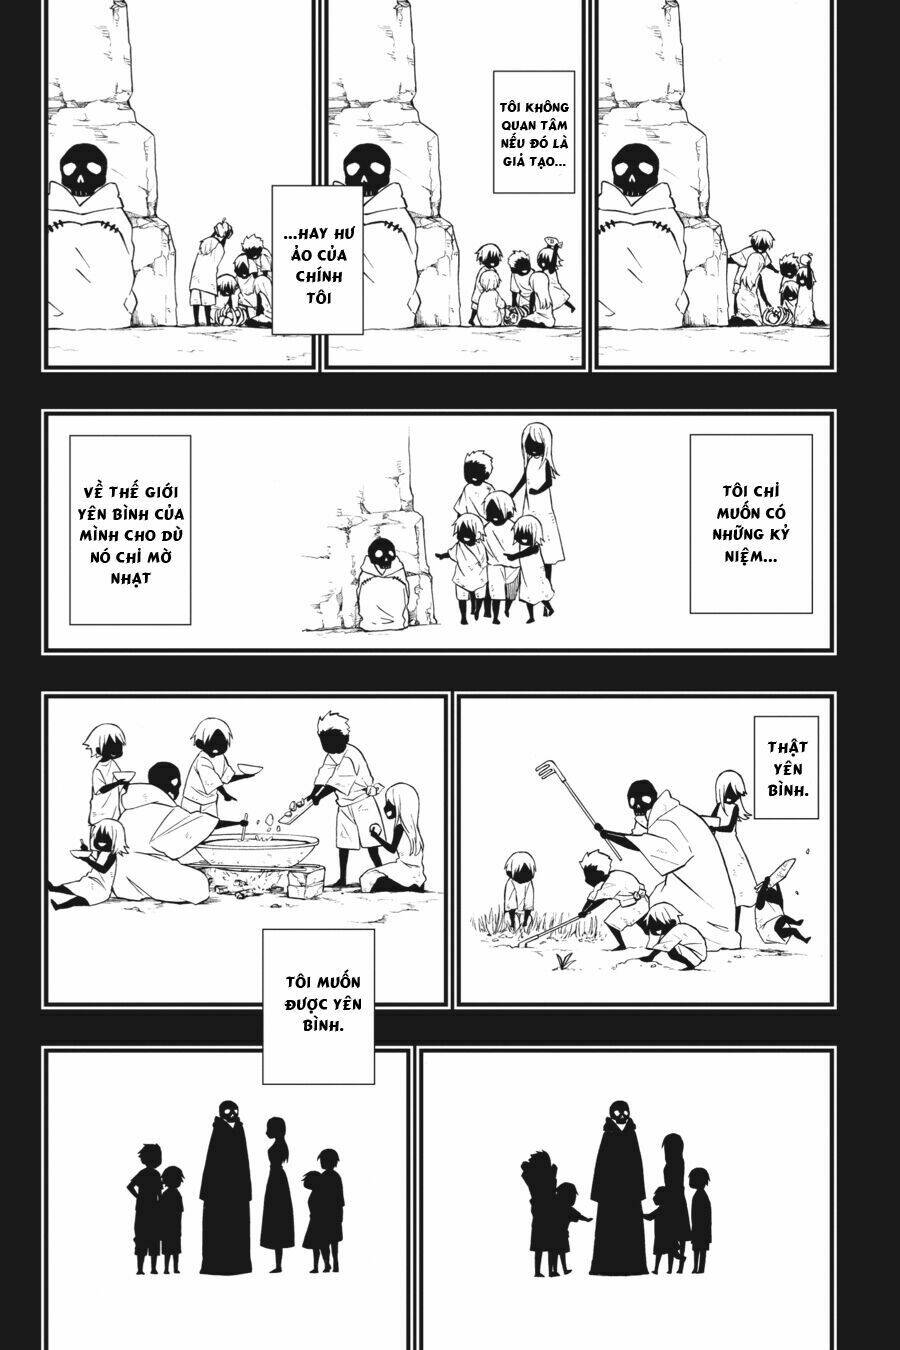 TÔI KHÔNG
QUAN TÂM
NẾU ĐÓ LÀ
GIẢ TẠO...
...HAY HƯ
ẢO CỦA
CHÍNH
TÔI
TÔI CHỈ
MUỐN CÓ
NHỮNG KỶ
NIỆM...
VỀ THẾ GIỚI
YÊN BÌNH CỦA
MÌNH CHO DÙ
NÓ CHỈ MỜ
NHẠT
THẬT
YÊN
BÌNH.
TÔI MUỐN
ĐƯỢC YÊN
BÌNH.